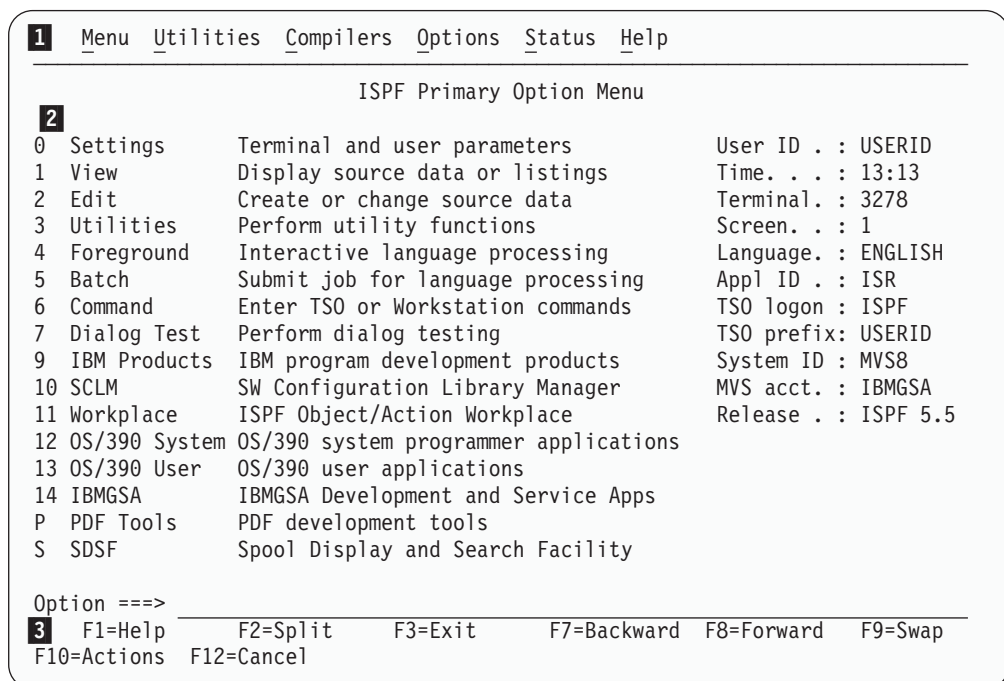 1 Menu Utilities Compilers Options Status Help
ISPF Primary Option Menu
2
0 Settings Terminal and user parameters User ID . : USERID
1 View Display source data or listings Time. . . : 13:13
2 Edit Create or change source data Terminal. : 3278
3 Utilities Perform utility functions Screen. . : 1
4 Foreground Interactive language processing Language. : ENGLISH
5 Batch Submit job for language processing Appl ID . : ISR
6 Command Enter TSO or Workstation commands TSO logon : ISPF
7 Dialog Test Perform dialog testing TSO prefix: USERID
9 IBM Products IBM program development products System ID : MVS8
10 SCLM SW Configuration Library Manager MVS acct. : IBMGSA
11 Workplace ISPF Object/Action Workplace Release . : ISPF 5.5
12 OS/390 System OS/390 system programmer applications
13 OS/390 User OS/390 user applications
14 IBMGSA IBMGSA Development and Service Apps
P PDF Tools PDF development tools
S SDSF Spool Display and Search Facility
Option ===>
3 F1=Help F2=Split F3=Exit F7=Backward F8=Forward F9=Swap
F10=Actions F12=Cancel